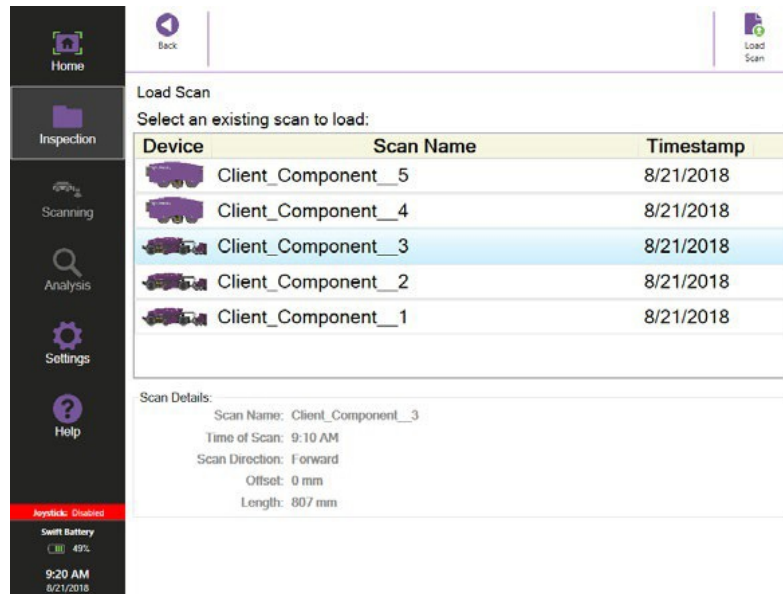 Home
Inspection
Scanning
Analysis
Settings
Help
Joystick: Disabled
Swift Battery
49%
9:20 AM
8/21/2018
Back
Load
Scan
Load Scan
Select an existing scan to load:
Device Scan Name Timestamp
Client_Component__5 8/21/2018
Client_Component__4 8/21/2018
Client_Component__3 8/21/2018
Client_Component__2 8/21/2018
Client_Component__1 8/21/2018
Scan Details:
Scan Name: Client_Component__3
Time of Scan: 9:10 AM
Scan Direction: Forward
Offset: 0 mm
Length: 807 mm